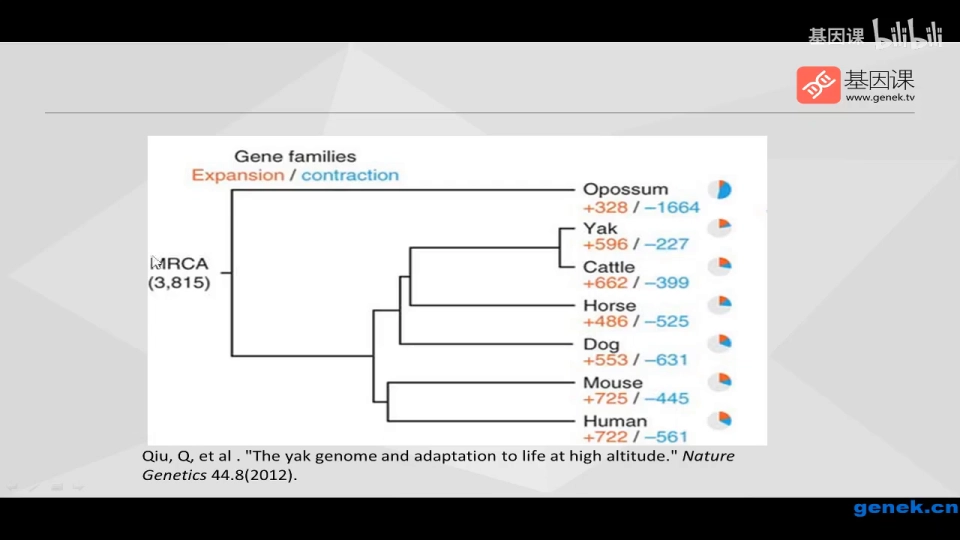 基因课 bilibili
基因课
www.genek.tv
Gene families
Expansion / contraction
Opossum
+328 / −1664
Yak
+596 / −227
MRCA
(3,815)
Cattle
+662 / −399
Horse
+486 / −525
Dog
+553 / −631
Mouse
+725 / −445
Human
+722 / −561
Qiu, Q, et al . "The yak genome and adaptation to life at high altitude." Nature
Genetics 44.8(2012).
genek.cn